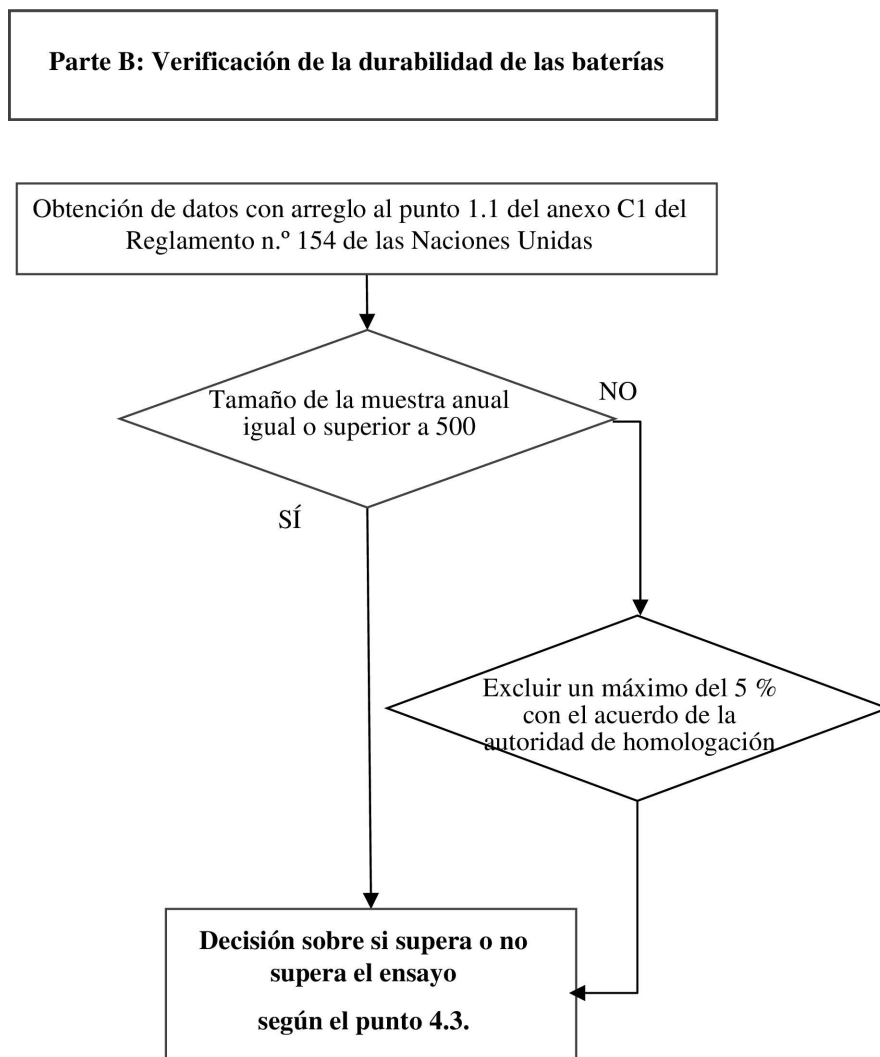 Parte B: Verificación de la durabilidad de las baterías
Obtención de datos con arreglo al punto 1.1 del anexo C1 del
Reglamento n.º 154 de las Naciones Unidas
Tamaño de la muestra anual
igual o superior a 500
NO
SÍ
Excluir un máximo del 5 %
con el acuerdo de la
autoridad de homologación
Decisión sobre si supera o no
supera el ensayo
según el punto 4.3.